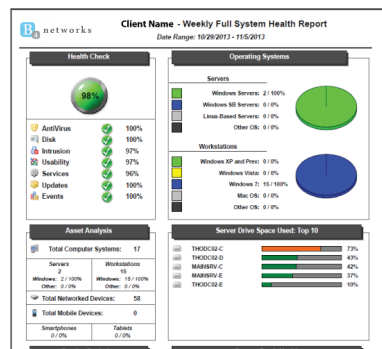 B4 networks
Client Name - Weekly Full System Health Report
Date Range: 10/29/2013 - 11/5/2013
Health Check
98%
AntiVirus 100%
Disk 100%
Intrusion 97%
Usability 97%
Services 96%
Updates 100%
Events 100%
Operating Systems
Servers
Windows Servers: 2 / 100%
Windows SB Servers: 0 / 0%
Linux-Based Servers: 0 / 0%
Other OS: 0 / 0%
Workstations
Windows XP and Prev: 0 / 0%
Windows Vista: 0 / 0%
Windows 7: 15 / 100%
Mac OS: 0 / 0%
Other OS: 0 / 0%
Asset Analysis
Total Computer Systems: 17
Servers Workstations
2 15
Windows: 2 / 100% Windows: 15 / 100%
Other: 0 / 0% Other: 0 / 0%
Total Networked Devices: 58
Total Mobile Devices: 0
Smartphones Tablets
0 / 0% 0 / 0%
Server Drive Space Used: Top 10
THODC02-C 73%
THODC02-D 43%
MAINSRV-C 42%
MAINSRV-E 37%
THODC02-E 10%